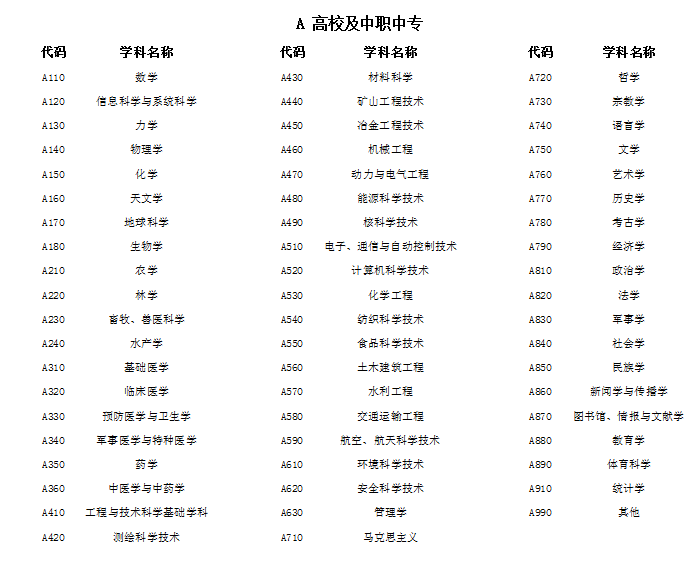 A 高校及中职中专
代码 学科名称 代码 学科名称 代码 学科名称
A110 数学 A430 材料科学 A720 哲学
A120 信息科学与系统科学 A440 矿山工程技术 A730 宗教学
A130 力学 A450 冶金工程技术 A740 语言学
A140 物理学 A460 机械工程 A750 文学
A150 化学 A470 动力与电气工程 A760 艺术学
A160 天文学 A480 能源科学技术 A770 历史学
A170 地球科学 A490 核科学技术 A780 考古学
A180 生物学 A510 电子、通信与自动控制技术 A790 经济学
A210 农学 A520 计算机科学技术 A810 政治学
A220 林学 A530 化学工程 A820 法学
A230 畜牧、兽医科学 A540 纺织科学技术 A830 军事学
A240 水产学 A550 食品科学技术 A840 社会学
A310 基础医学 A560 土木建筑工程 A850 民族学
A320 临床医学 A570 水利工程 A860 新闻学与传播学
A330 预防医学与卫生学 A580 交通运输工程 A870 图书馆、情报与文献学
A340 军事医学与特种医学 A590 航空、航天科学技术 A880 教育学
A350 药学 A610 环境科学技术 A890 体育科学
A360 中医学与中药学 A620 安全科学技术 A910 统计学
A410 工程与技术科学基础学科 A630 管理学 A990 其他
A420 测绘科学技术 A710 马克思主义